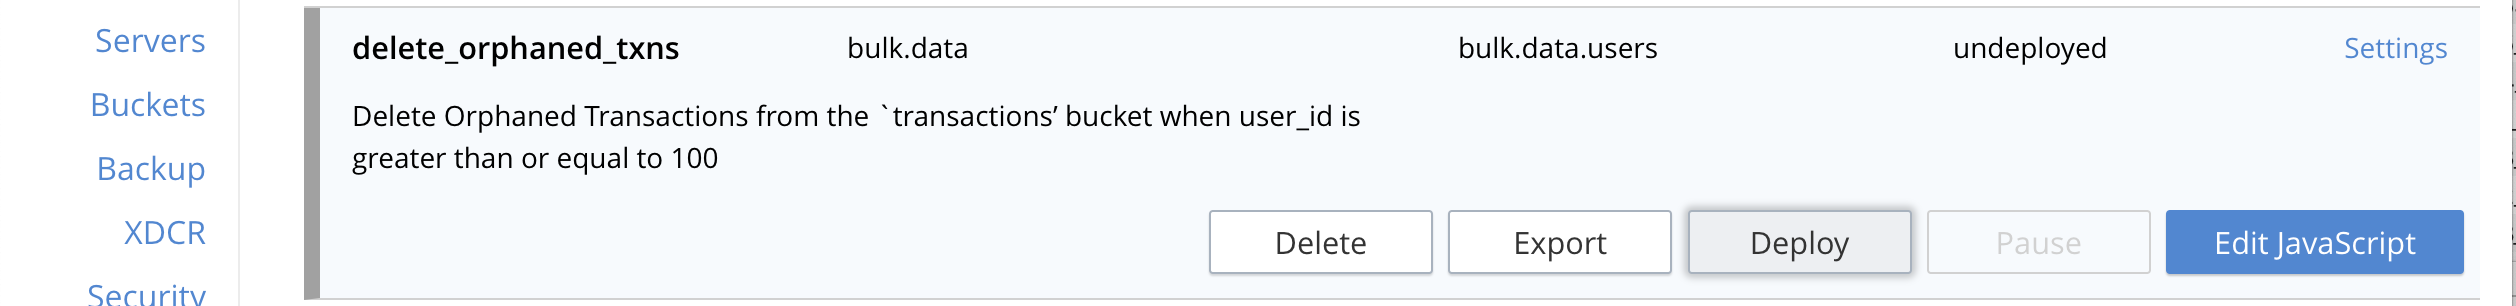 Servers
Buckets
Backup
XDCR
Security
delete_orphaned_txns bulk.data bulk.data.users undeployed Settings
Delete Orphaned Transactions from the `transactions’ bucket when user_id is
greater than or equal to 100
Delete Export Deploy Pause Edit JavaScript